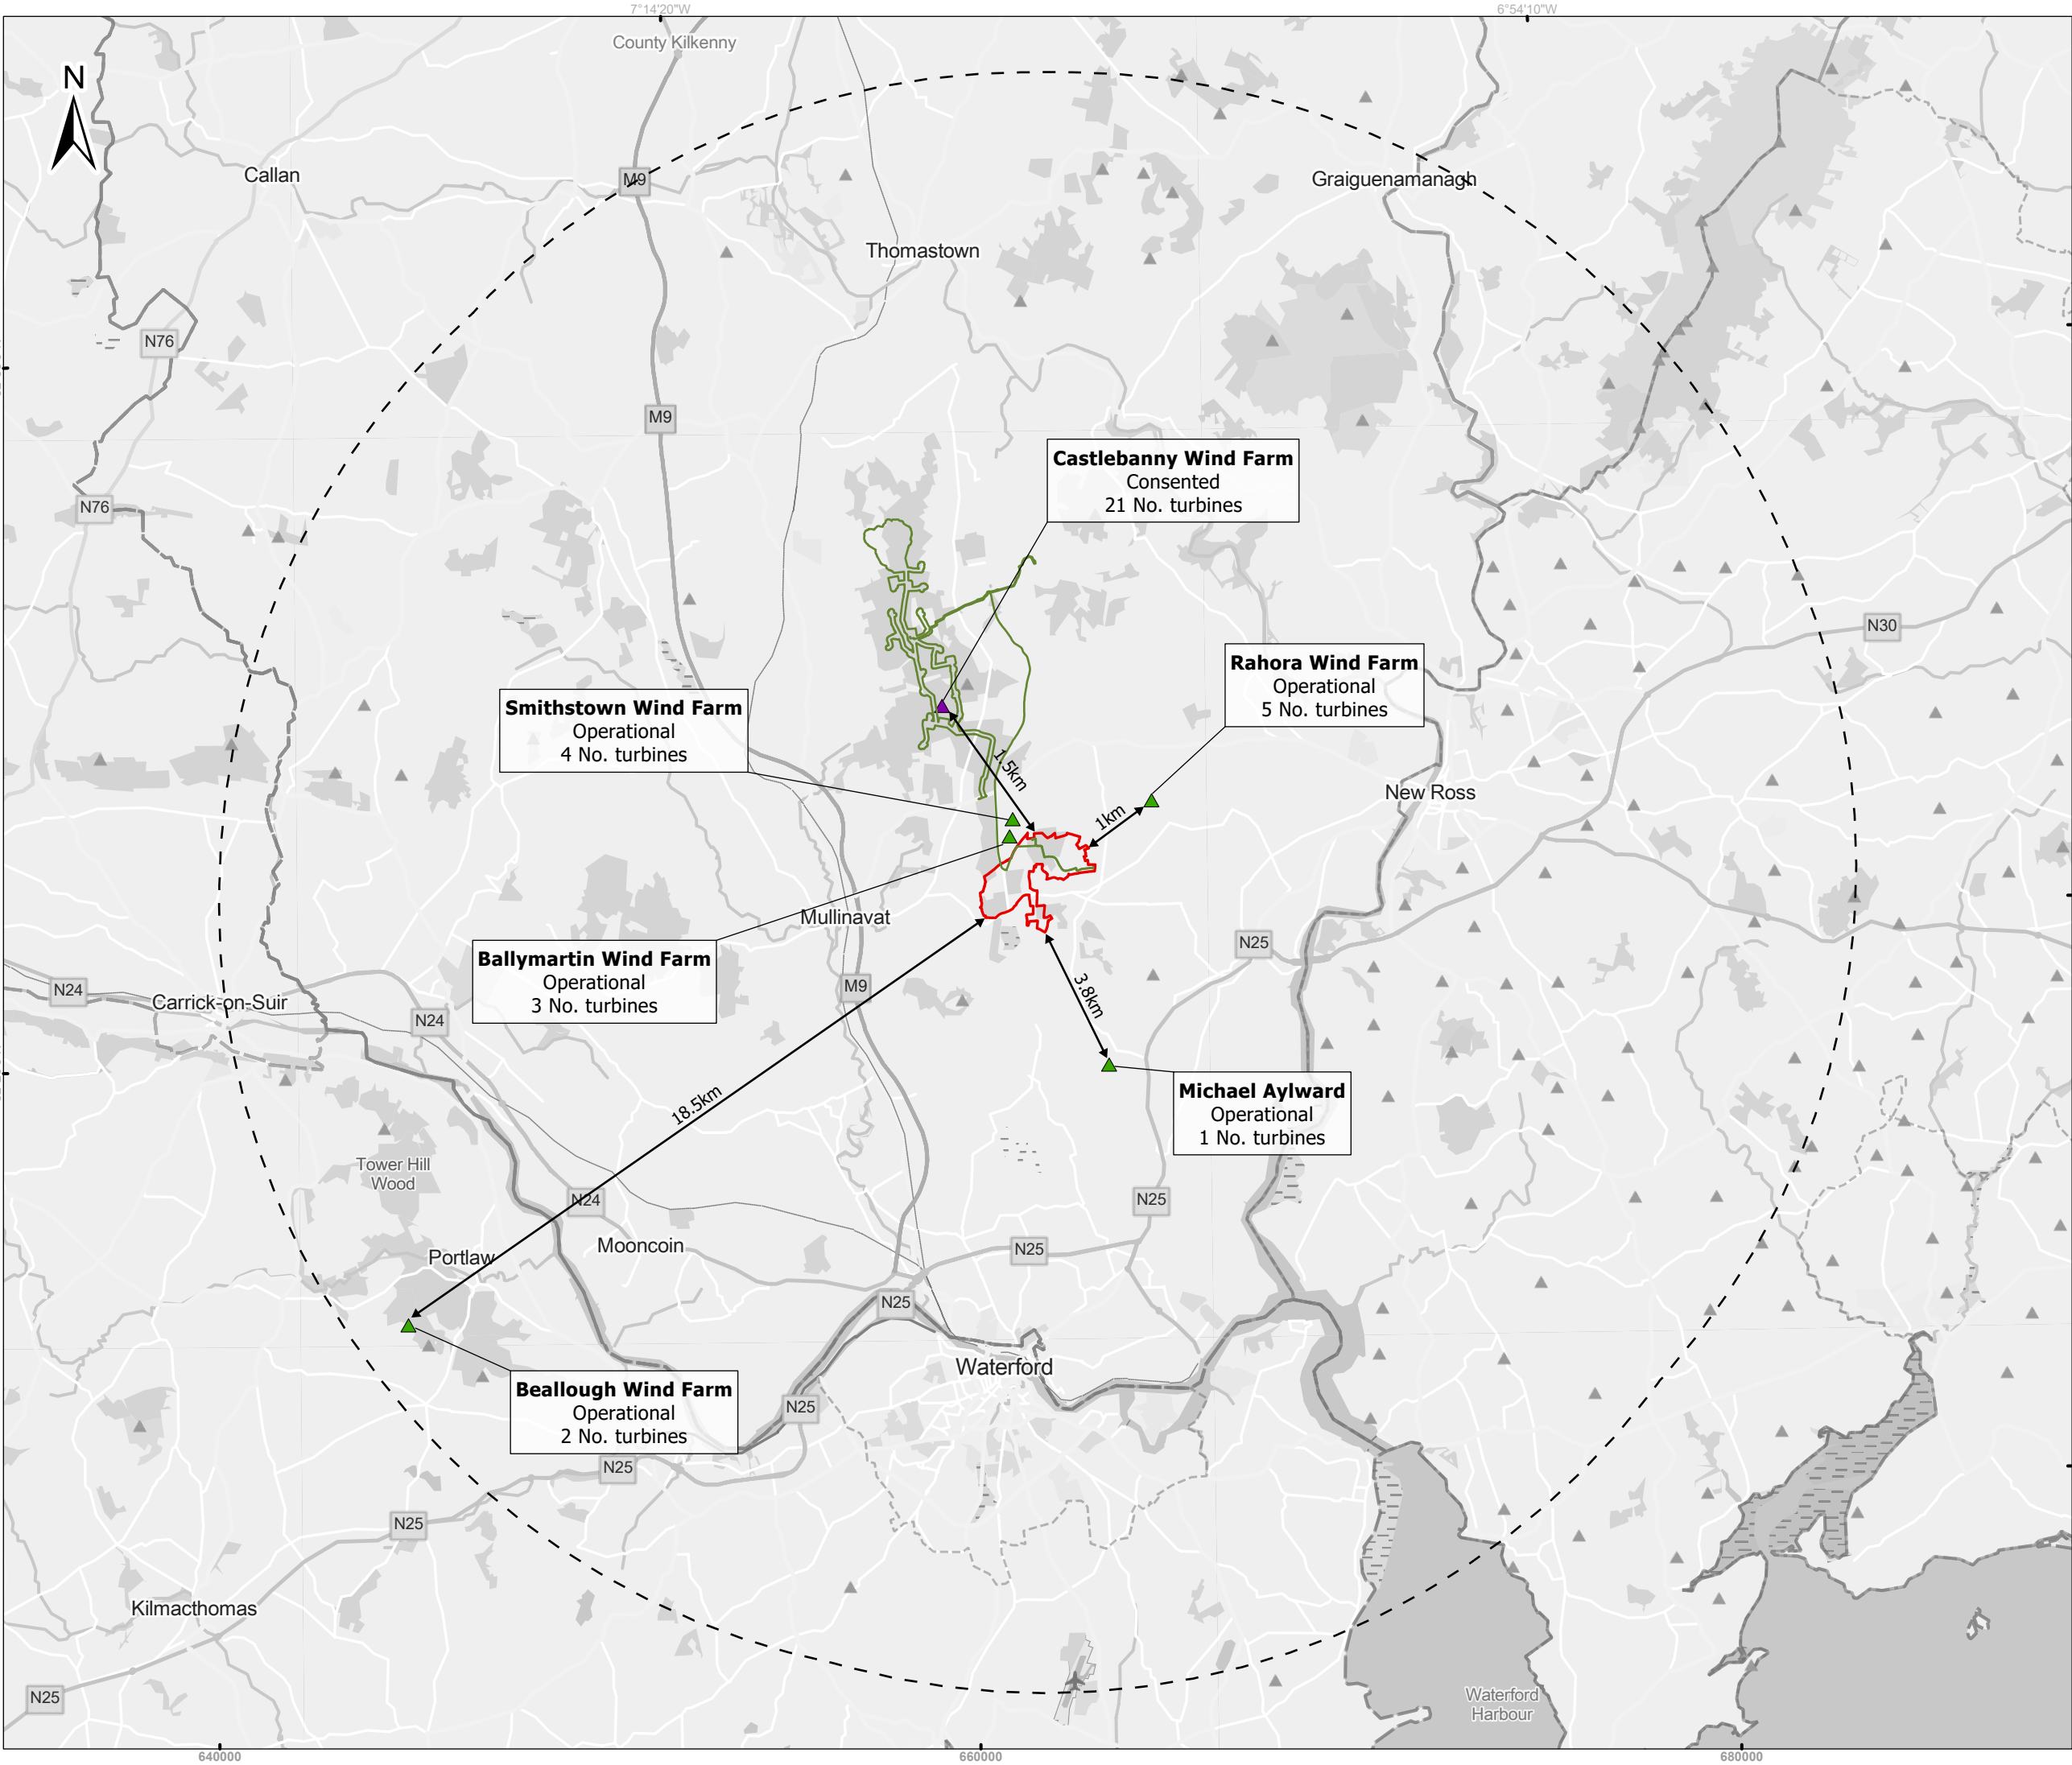 7°14'20"W
6°54'10"W
County Kilkenny
N
Callan
M9
Graiguenamanagh
Thomastown
N76
M9
Castlebanny Wind Farm
Consented
21 No. turbines
N76
N30
Rahora Wind Farm
Operational
5 No. turbines
Smithstown Wind Farm
Operational
4 No. turbines
1.5km
New Ross
1km
Mullinavat
N25
Ballymartin Wind Farm
Operational
3 No. turbines
M9
N24
Carrick-on-Suir
3.8km
N24
Michael Aylward
Operational
1 No. turbines
18.5km
Tower Hill
Wood
N24
N25
Mooncoin
N25
Portlaw
N25
Waterford
Beallough Wind Farm
Operational
2 No. turbines
N25
N25
N25
Kilmacthomas
N25
Waterford
Harbour
640000
660000
680000